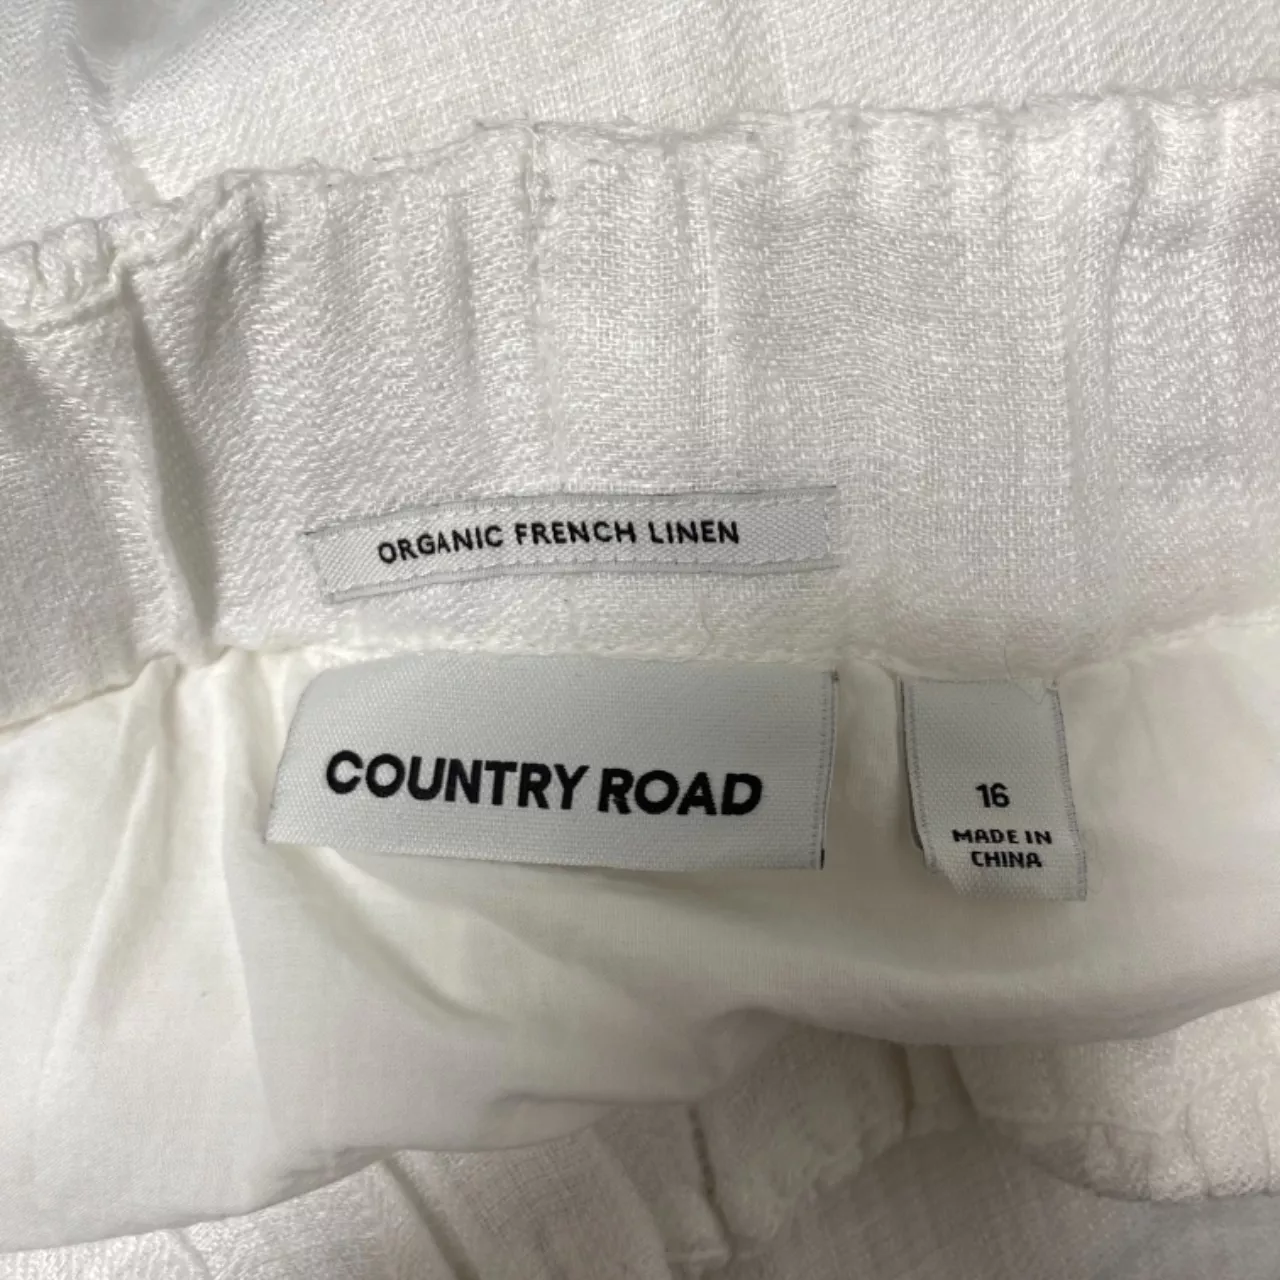 ORGANIC FRENCH LINEN
COUNTRY ROAD
16
MADE IN
CHINA